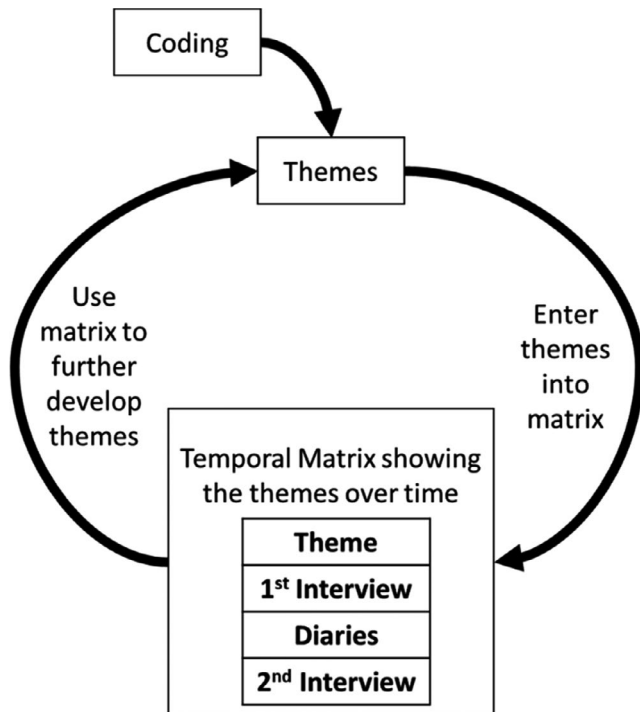 Coding
Themes
Use
matrix to
further
develop
themes
Enter
themes
into
matrix
Temporal Matrix showing
the themes over time
Theme
1st Interview
Diaries
2nd Interview